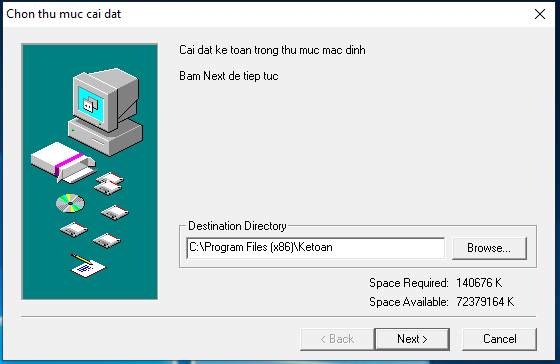 Chon thu muc cai dat
Cai dat ke toan trong thu muc mac dinh
Bam Next de tiep tuc
Destination Directory
C:\Program Files (x86)\Ketoan
Browse...
Space Required: 140676 K
Space Available: 72379164 K
< Back
Next >
Cancel